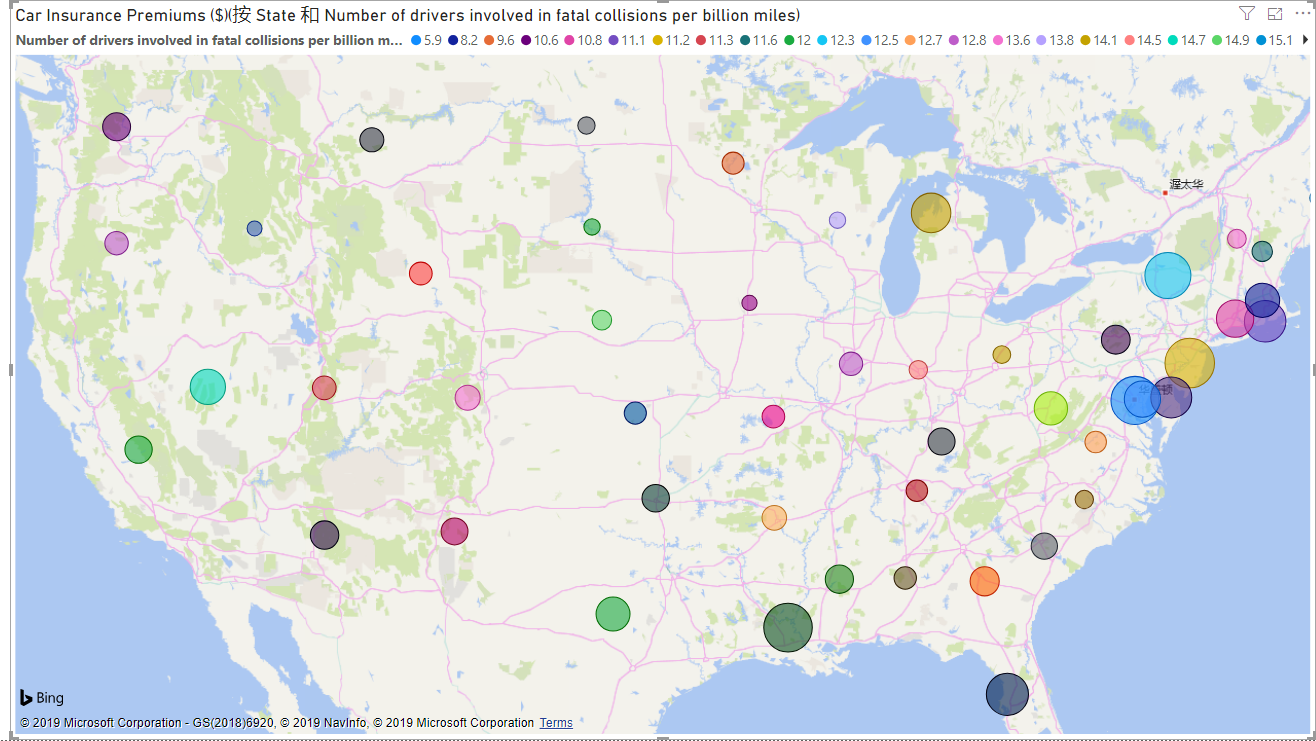 Car Insurance Premiums ($)(按 State 和 Number of drivers involved in fatal collisions per billion miles)
Number of drivers involved in fatal collisions per billion m... 5.9 8.2 9.6 10.6 10.8 11.1 11.2 11.3 11.6 12 12.3 12.5 12.7 12.8 13.6 13.8 14.1 14.5 14.7 14.9 15.1
渥太华
Bing
© 2019 Microsoft Corporation - GS(2018)6920, © 2019 NavInfo, © 2019 Microsoft Corporation Terms